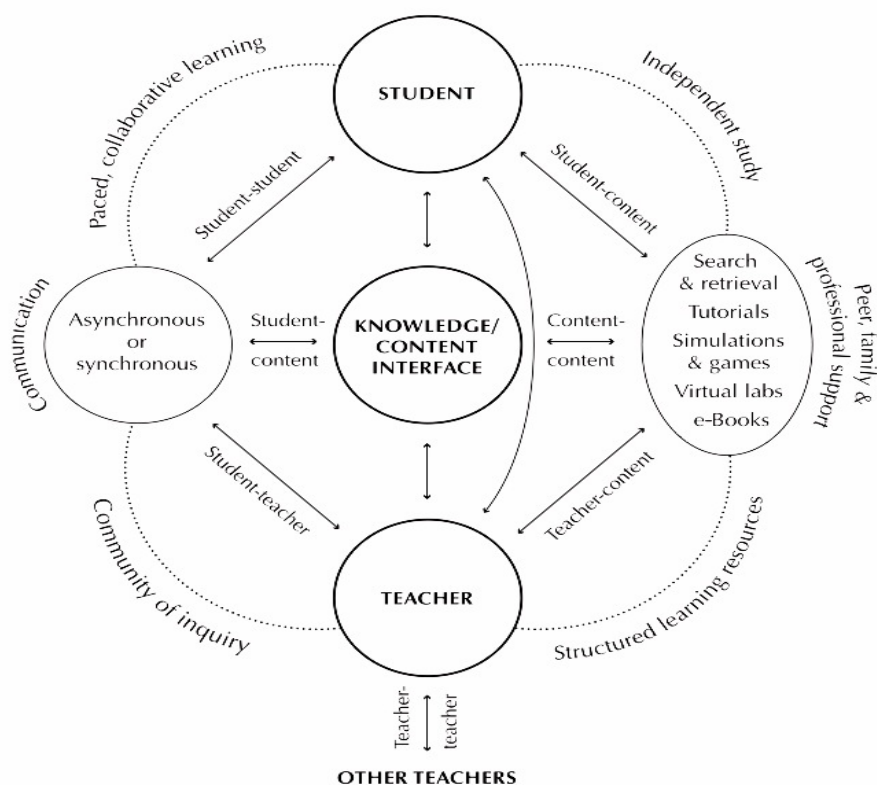 Paced, collaborative learning
STUDENT
Independent study
Student-student
Student-content
Communication
Asynchronous
or
synchronous
Student-
content
KNOWLEDGE/
CONTENT
INTERFACE
Content-
content
Search
& retrieval
Tutorials
Simulations
& games
Virtual labs
e-Books
Peer, family &
professional support
Student-teacher
Teacher-content
Community of inquiry
TEACHER
Structured learning resources
Teacher-
teacher
OTHER TEACHERS